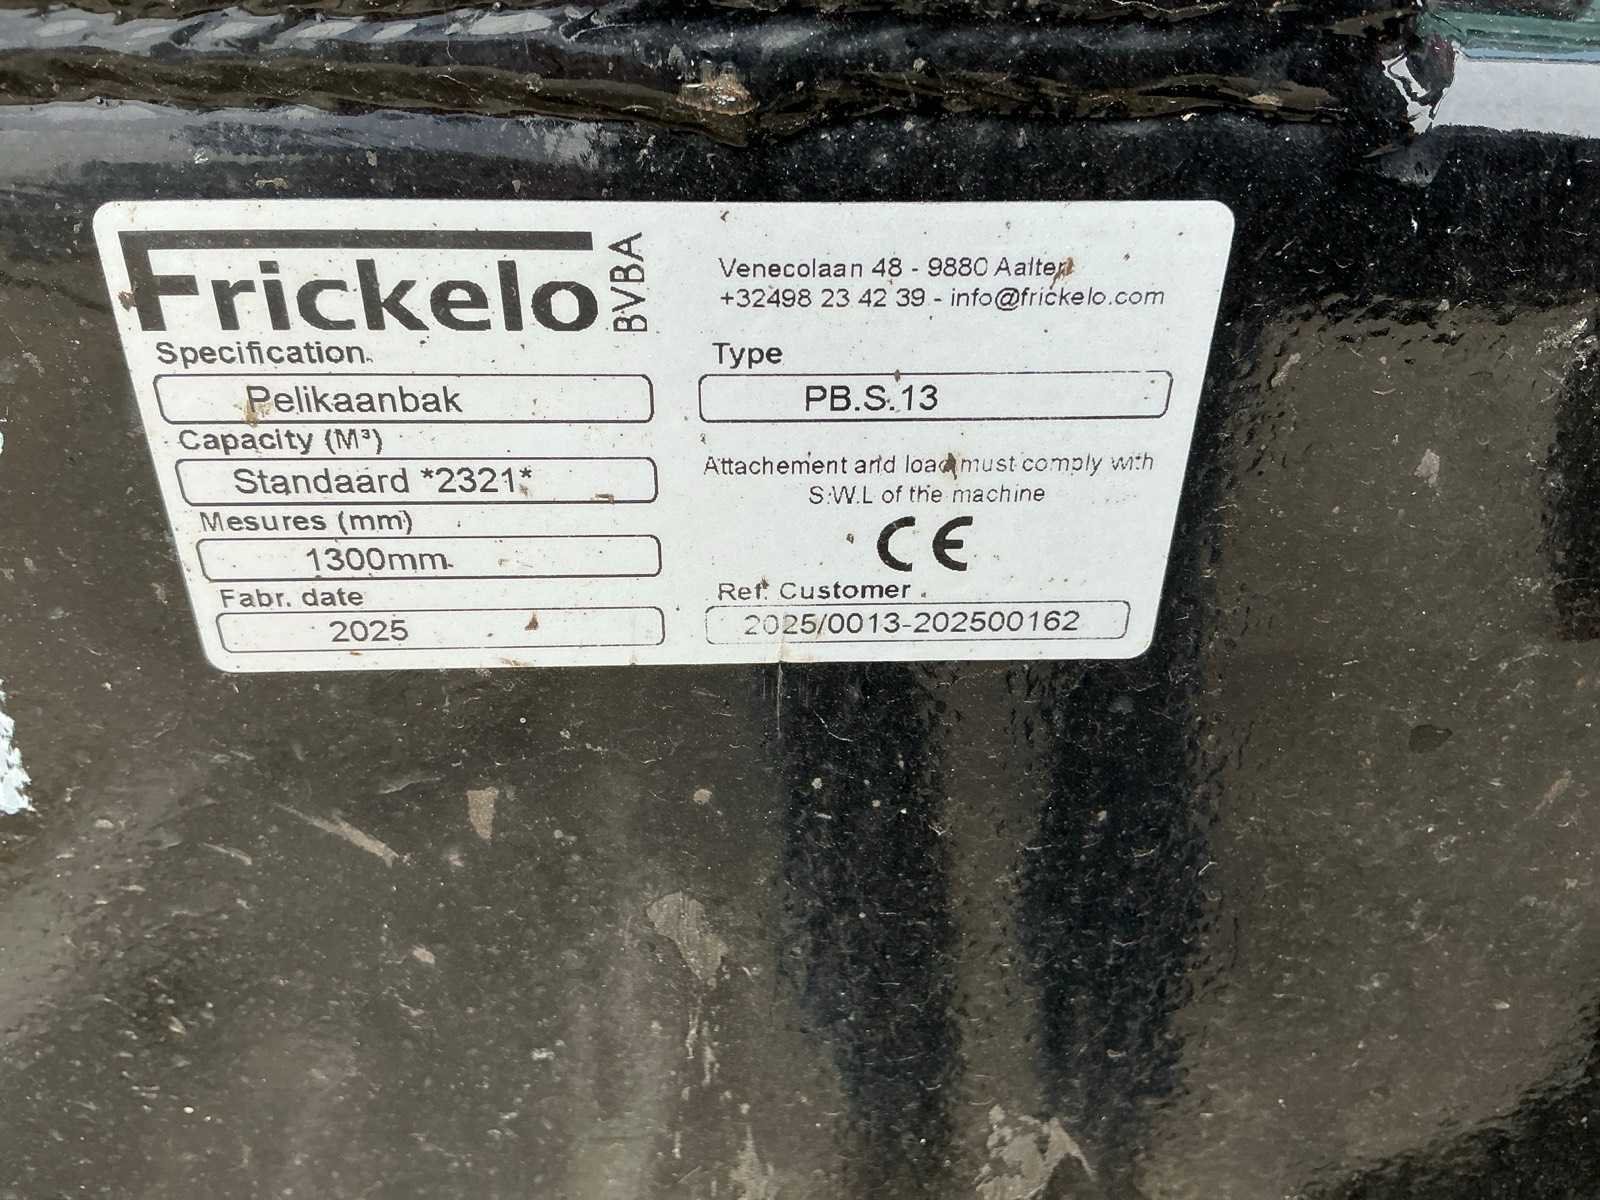 Frickelo BVBA
Venecolaan 48 - 9880 Aalter
+32498 23 42 39 - info@frickelo.com
Specification
Type
Pelikaanbak
PB.S.13
Capacity (M³)
Standaard *2321*
Attachement and load must comply with
S.W.L of the machine
Mesures (mm)
1300mm
CE
Fabr. date
Ref. Customer
2025
2025/0013-202500162